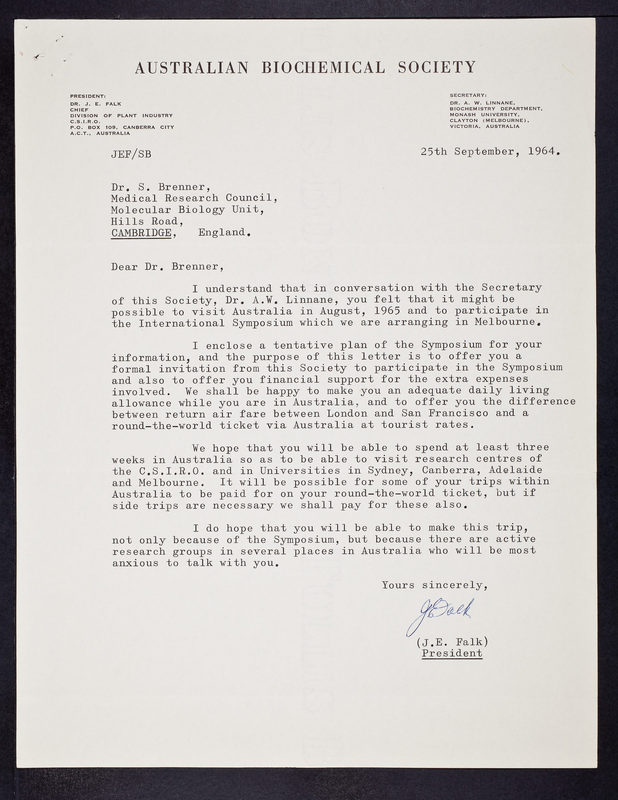 AUSTRALIAN BIOCHEMICAL SOCIETY
PRESIDENT:
DR. J. E. FALK
CHIEF
DIVISION OF PLANT INDUSTRY
C.S.I.R.O.
P.O. BOX 109, CANBERRA CITY
A.C.T., AUSTRALIA
SECRETARY:
DR. A. W. LINNANE,
BIOCHEMISTRY DEPARTMENT,
MONASH UNIVERSITY,
CLAYTON (MELBOURNE),
VICTORIA, AUSTRALIA
JEF/SB
25th September, 1964.
Dr. S. Brenner,
Medical Research Council,
Molecular Biology Unit,
Hills Road,
CAMBRIDGE, England.
Dear Dr. Brenner,
I understand that in conversation with the Secretary
of this Society, Dr. A.W. Linnane, you felt that it might be
possible to visit Australia in August, 1965 and to participate in
the International Symposium which we are arranging in Melbourne.
I enclose a tentative plan of the Symposium for your
information, and the purpose of this letter is to offer you a
formal invitation from this Society to participate in the Symposium
and also to offer you financial support for the extra expenses
involved. We shall be happy to make you an adequate daily living
allowance while you are in Australia, and to offer you the difference
between return air fare between London and San Francisco and a
round-the-world ticket via Australia at tourist rates.
We hope that you will be able to spend at least three
weeks in Australia so as to be able to visit research centres of
the C.S.I.R.O. and in Universities in Sydney, Canberra, Adelaide
and Melbourne. It will be possible for some of your trips within
Australia to be paid for on your round-the-world ticket, but if
side trips are necessary we shall pay for these also.
I do hope that you will be able to make this trip,
not only because of the Symposium, but because there are active
research groups in several places in Australia who will be most
anxious to talk with you.
Yours sincerely,
JEFalk
(J.E. Falk)
President